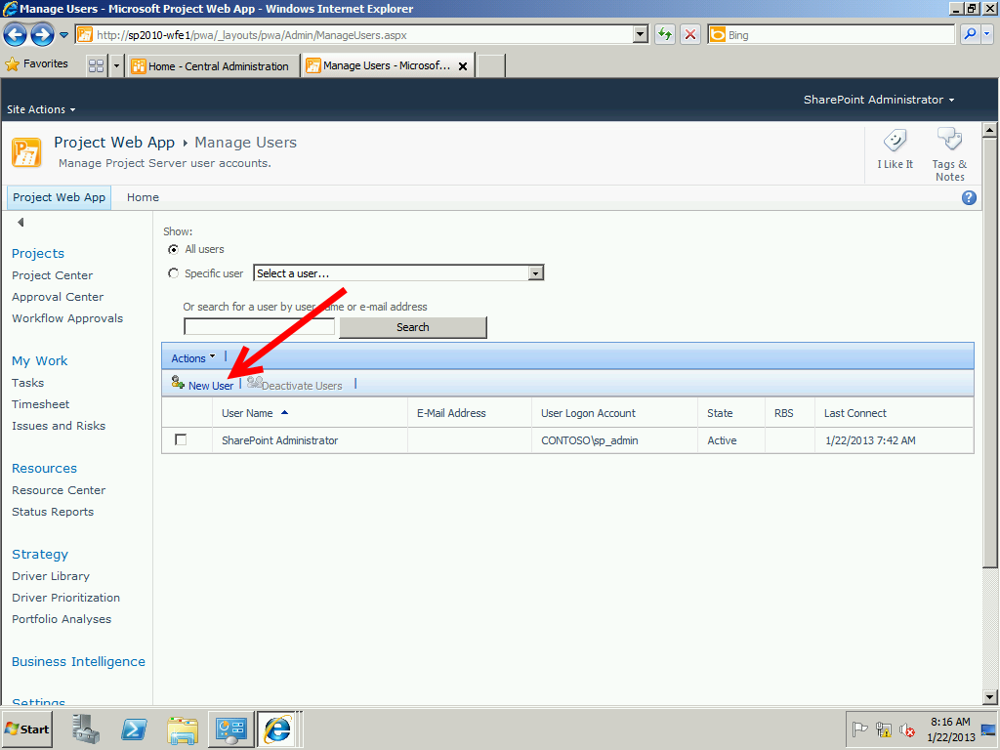 Manage Users - Microsoft Project Web App - Windows Internet Explorer
http://sp2010-wfe1/pwa/_layouts/pwa/Admin/ManageUsers.aspx
Bing
Favorites
Home - Central Administration
Manage Users - Microsof...
Site Actions
SharePoint Administrator
Project Web App
Manage Users
Manage Project Server user accounts.
I Like It
Tags &
Notes
Project Web App
Home
Projects
Project Center
Approval Center
Workflow Approvals
My Work
Tasks
Timesheet
Issues and Risks
Resources
Resource Center
Status Reports
Strategy
Driver Library
Driver Prioritization
Portfolio Analyses
Business Intelligence
Settings
Show:
All users
Specific user
Select a user...
Or search for a user by user name or e-mail address
Search
Actions
New User
Deactivate Users
User Name
E-Mail Address
User Logon Account
State
RBS
Last Connect
SharePoint Administrator
CONTOSO\sp_admin
Active
1/22/2013 7:42 AM
Start
8:16 AM
1/22/2013